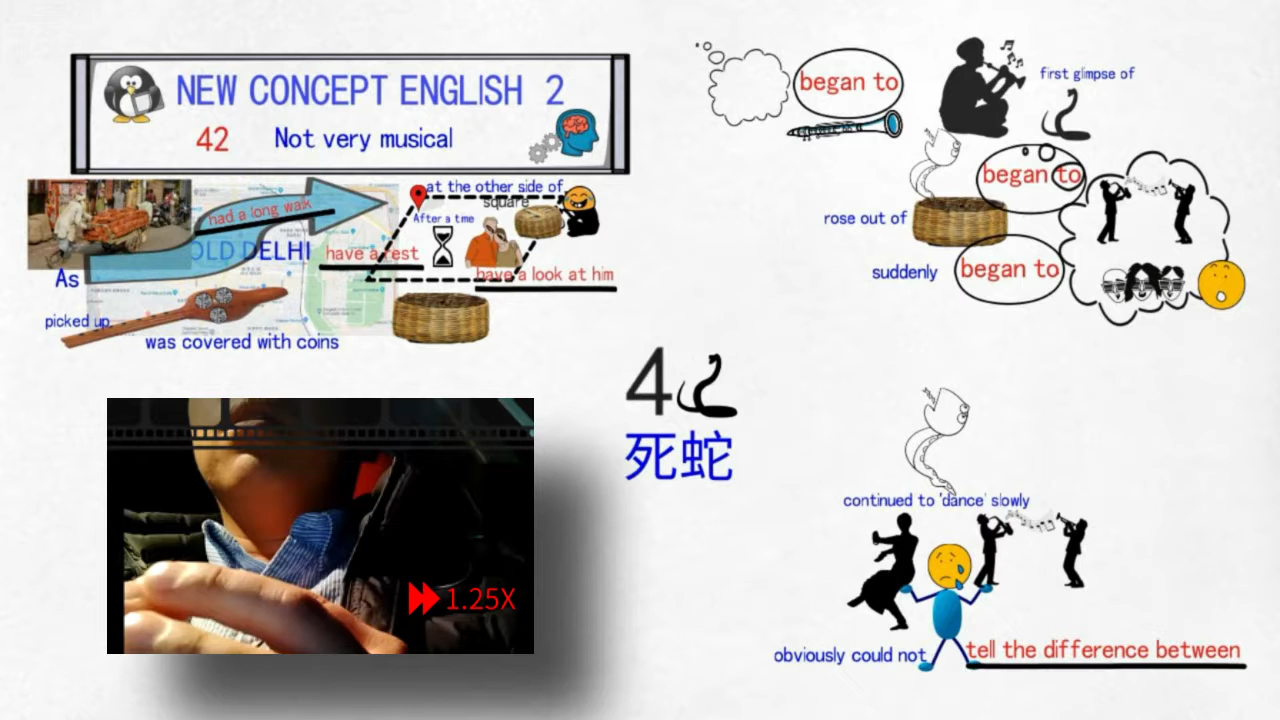 NEW CONCEPT ENGLISH 2
42 Not very musical
at the other side of
square
After a time
had a long walk
OLD DELHI
have a rest
have a look at him
As
picked up
was covered with coins
began to
first glimpse of
began to
rose out of
suddenly
began to
4
死蛇
1.25X
continued to 'dance' slowly
obviously could not
tell the difference between